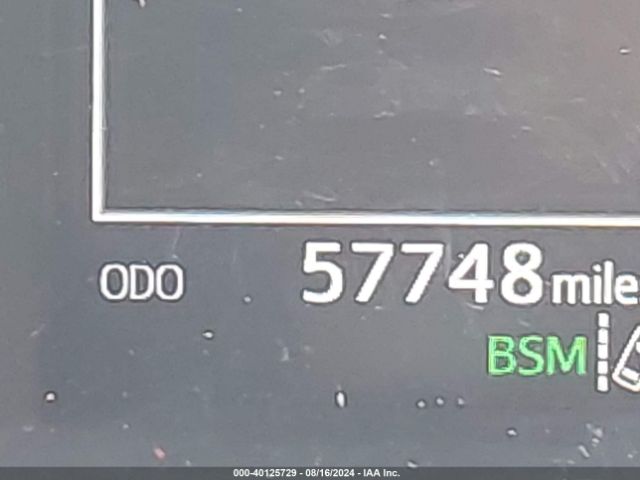 ODO 57748 mile
BSM
000-40125729 - 08/16/2024 - IAA Inc.